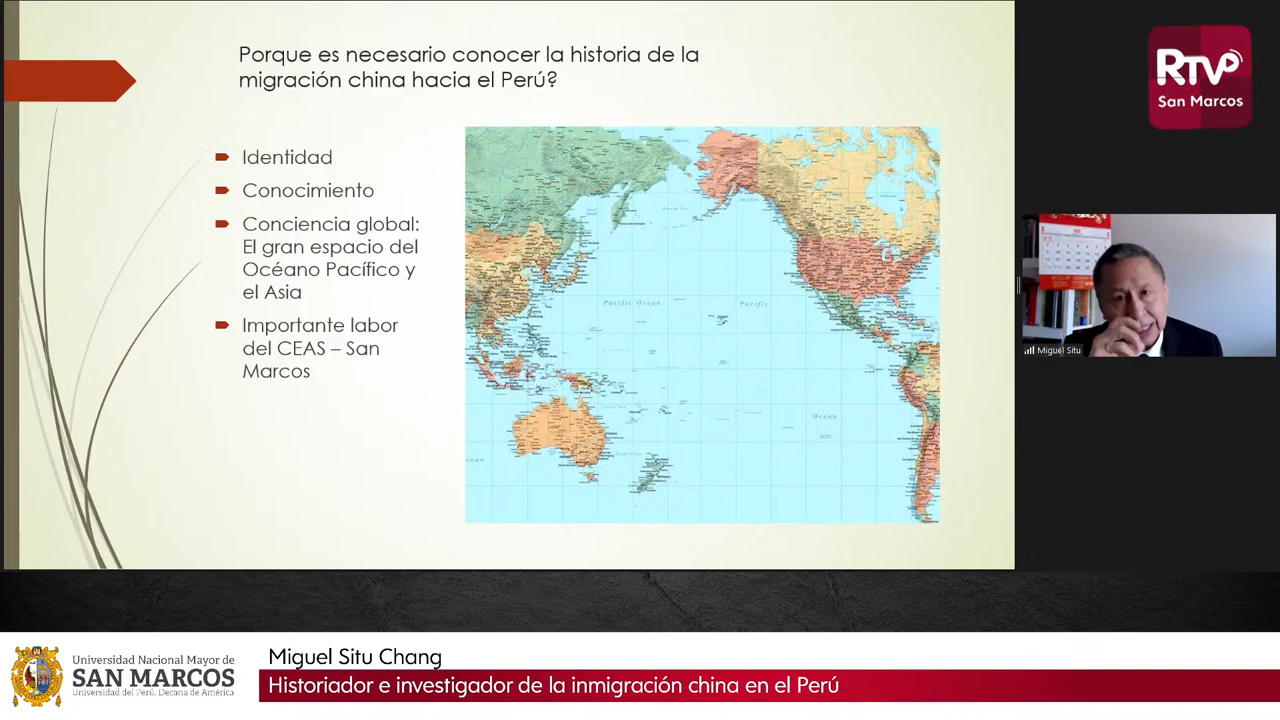 Porque es necesario conocer la historia de la
migración china hacia el Perú?
Identidad
Conocimiento
Conciencia global:
El gran espacio del
Océano Pacífico y
el Asia
Importante labor
del CEAS – San
Marcos
Pacific Ocean
Pacific
Ocean
RTVP
San Marcos
Miguel Situ
Universidad Nacional Mayor de
SAN MARCOS
Universidad del Perú. Decana de América
Miguel Situ Chang
Historiador e investigador de la inmigración china en el Perú